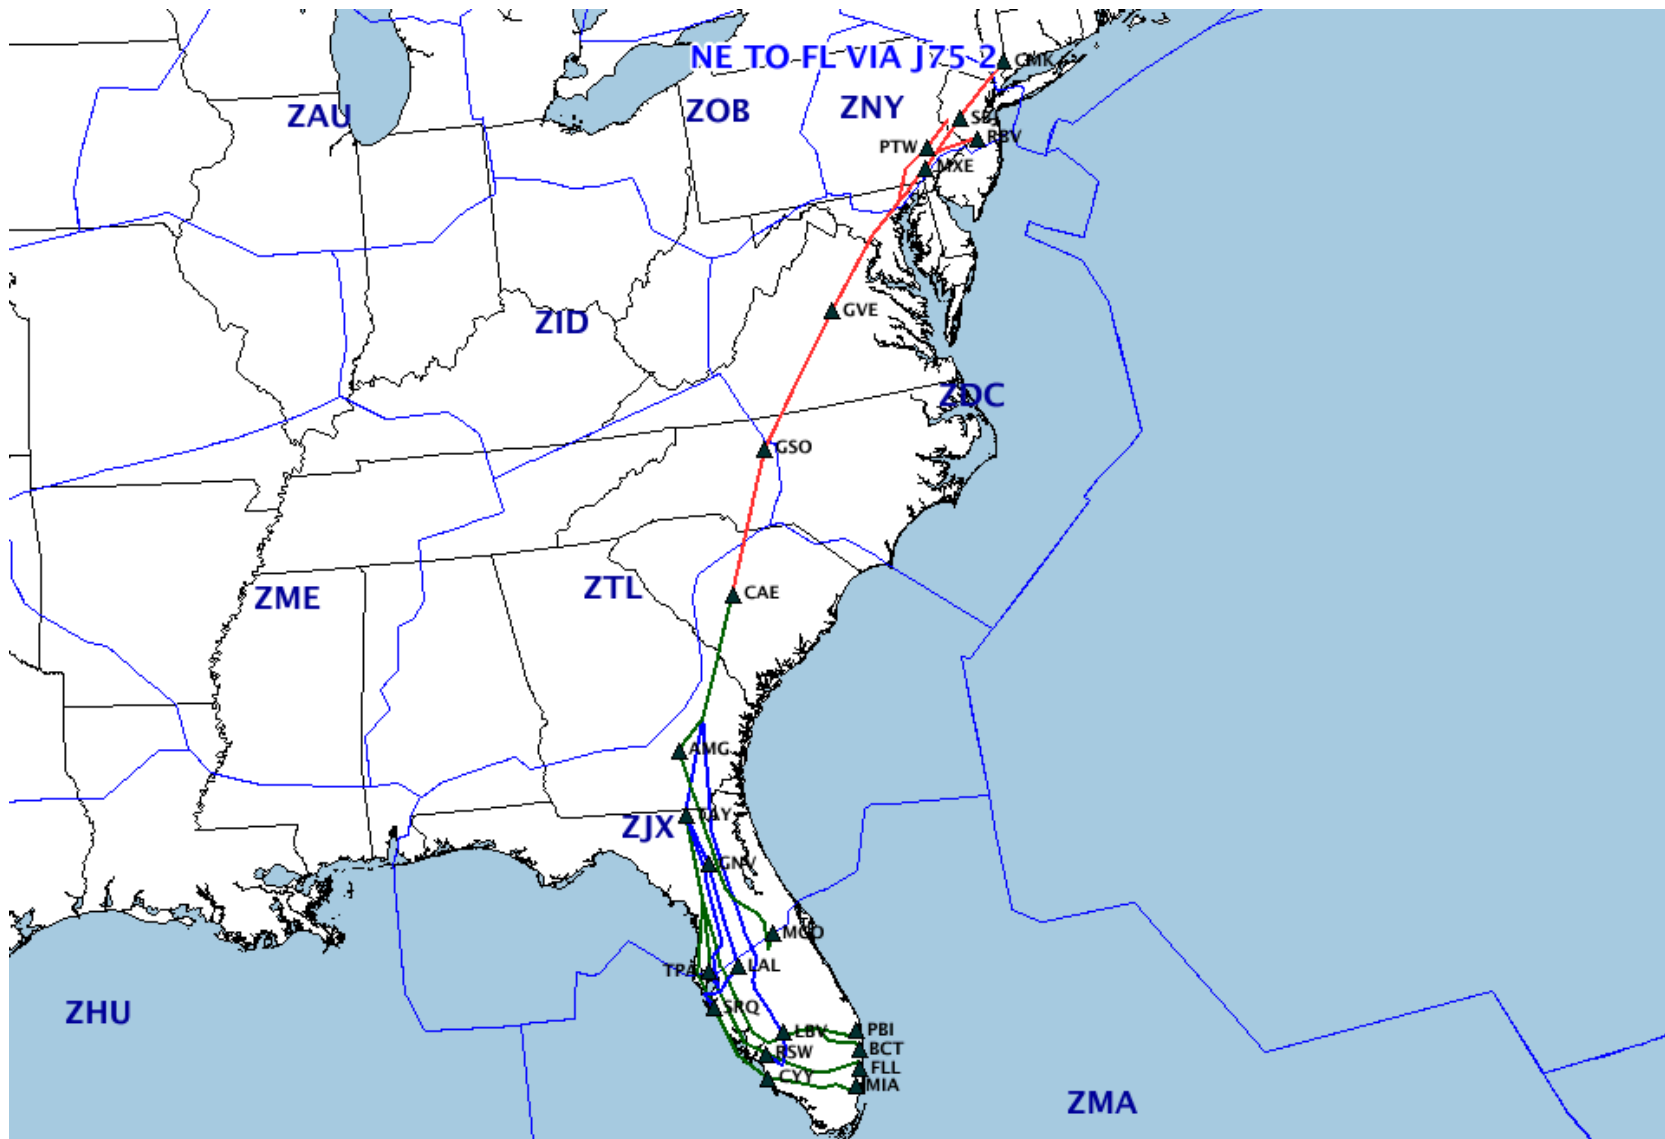 NE TO FL VIA J75 2
CMK
ZAU
ZOB
ZNY
SBJ
RBV
PTW
MXE
GVE
ZID
ZDC
GSO
ZME
ZTL
CAE
AMG
TAY
ZJX
GNV
MCO
TPA
LAL
SRQ
ZHU
LBV
PBI
RSW
BCT
FLL
CYY
MIA
ZMA